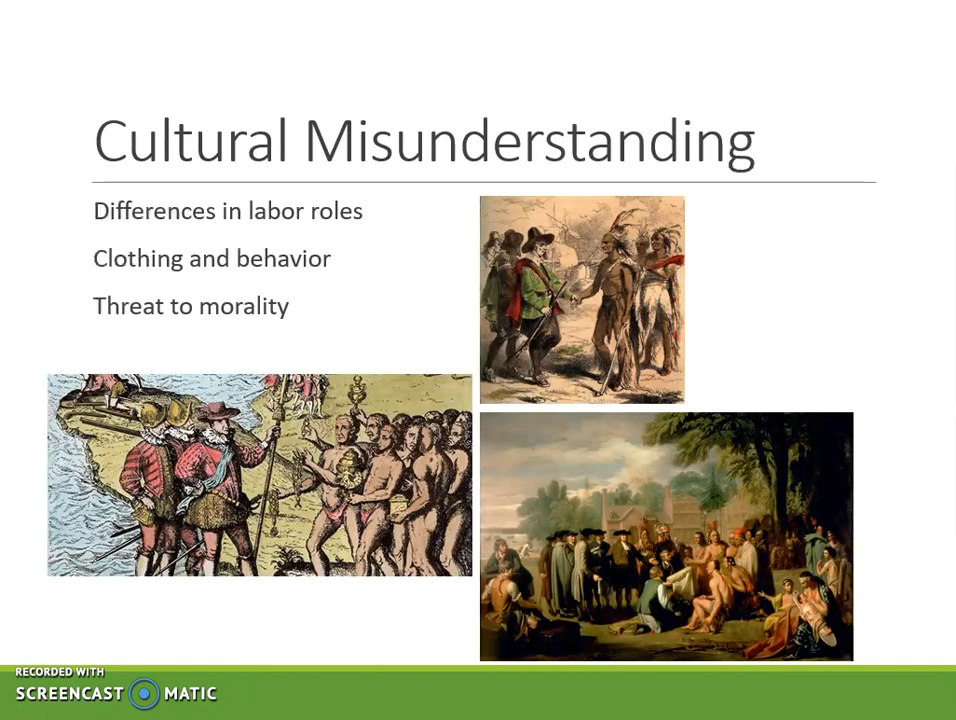 Cultural Misunderstanding
Differences in labor roles
Clothing and behavior
Threat to morality
RECORDED WITH
SCREENCAST MATIC